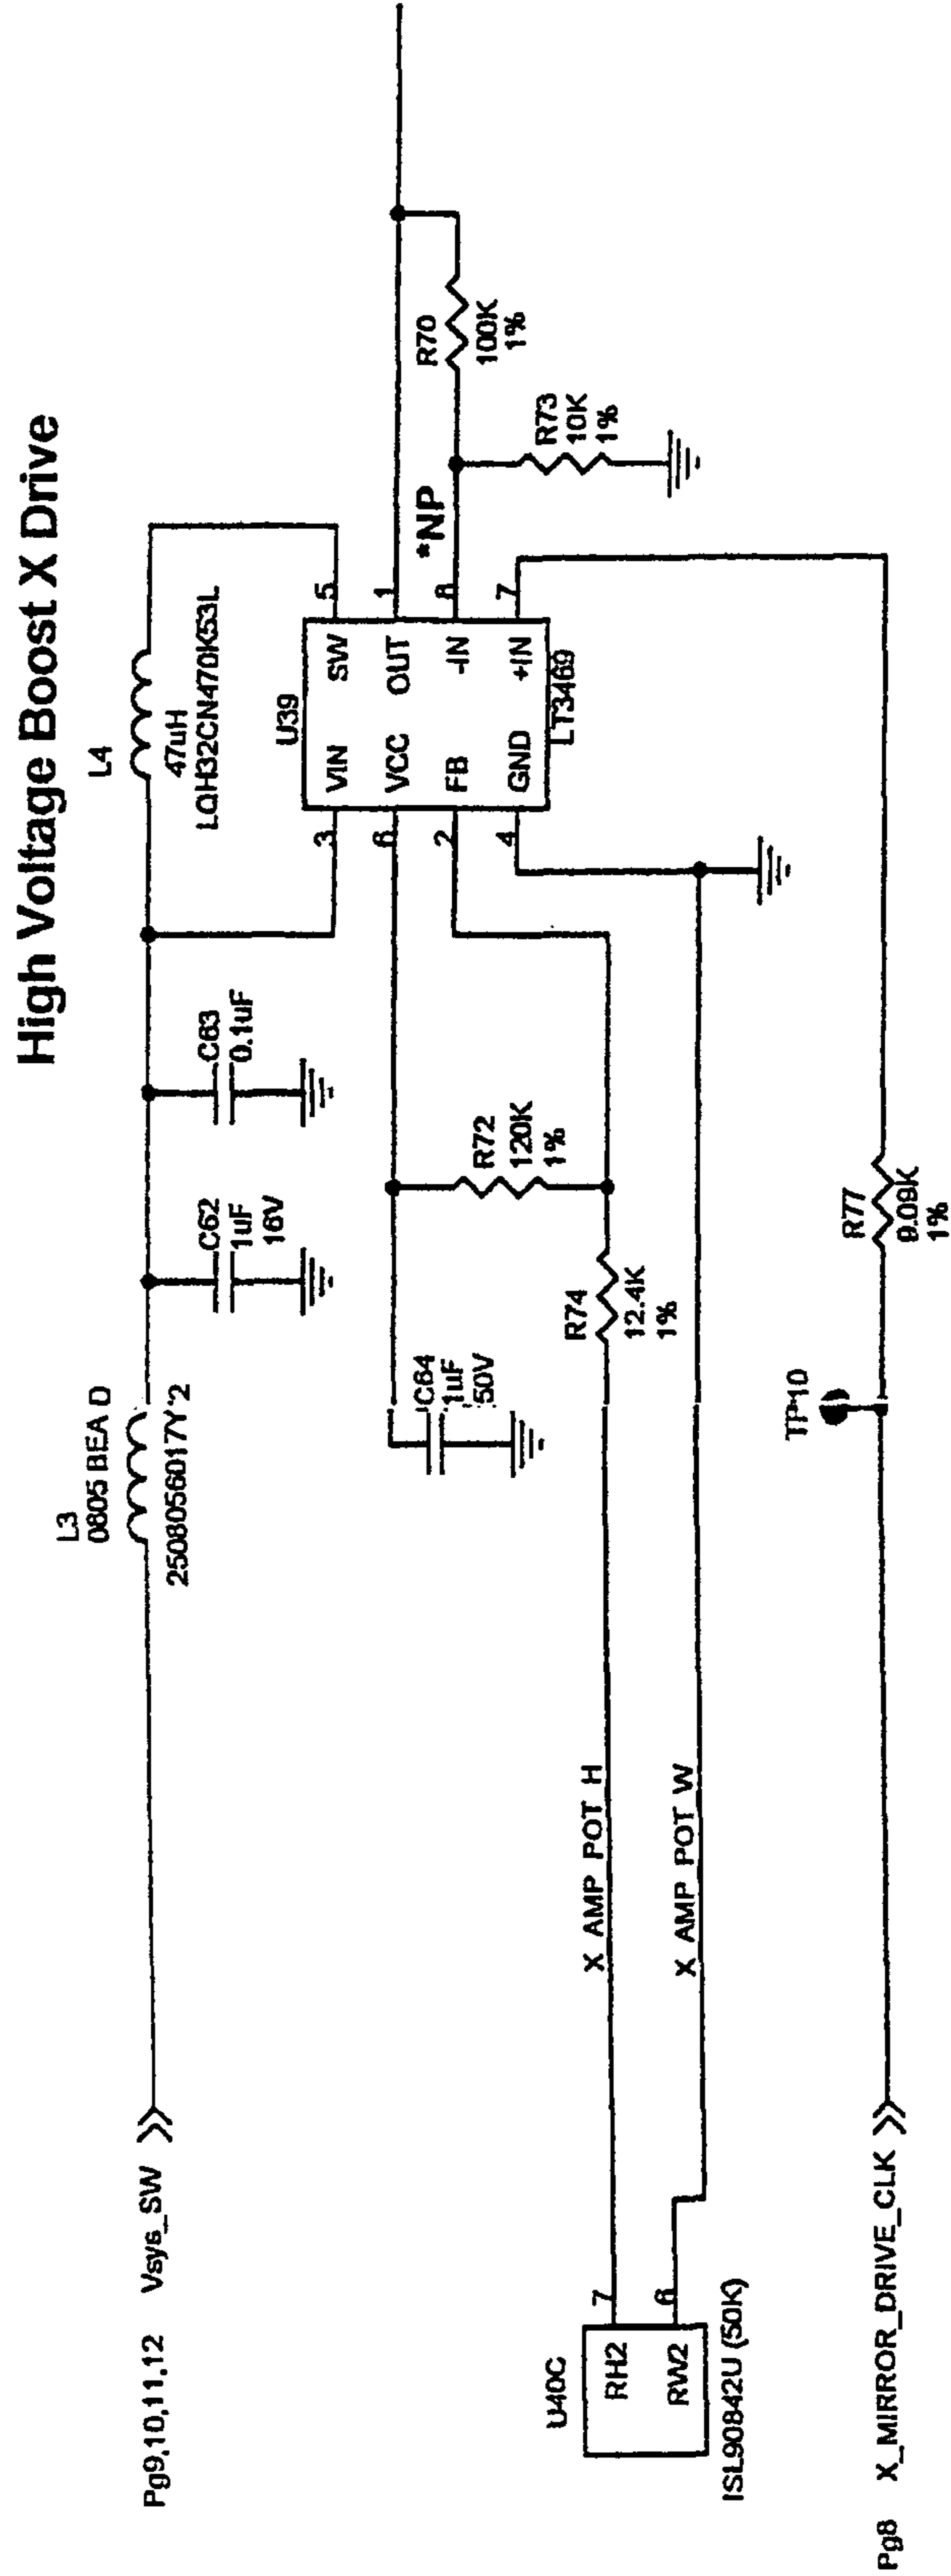 High Voltage Boost X Drive
L3
0805 BEA D
2508056017Y'2
L4
47uH
LQH32CN470K53L
Pg9,10,11,12 Vsys_SW
C62
1uF
16V
C63
0.1uF
U39
VIN
VCC
FB
GND
SW
OUT
-IN
+IN
LT3469
3
6
2
4
5
1
8
7
*NP
R70
100K
1%
R73
10K
1%
C64
1uF
50V
R72
120K
1%
R74
12.4K
1%
X AMP POT H
X AMP POT W
U40C
RH2
RW2
7
6
ISL90842U (50K)
TP10
R77
9.09K
1%
Pg8 X_MIRROR_DRIVE_CLK